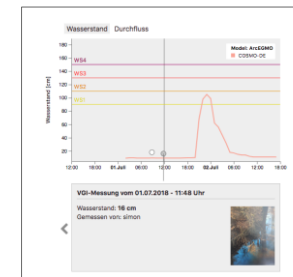 Wasserstand Durchfluss
180
160
140
120
100
80
60
40
20
Wasserstand [cm]
WS4
WS3
WS2
WS1
Model: ArcEGMO
COSMO-DE
12:00 18:00 01.Juli 06:00 12:00 18:00 02.Juli 06:00 12:00 18:00
VGI-Messung vom 01.07.2018 - 11:48 Uhr
Wasserstand: 16 cm
Gemessen von: simon